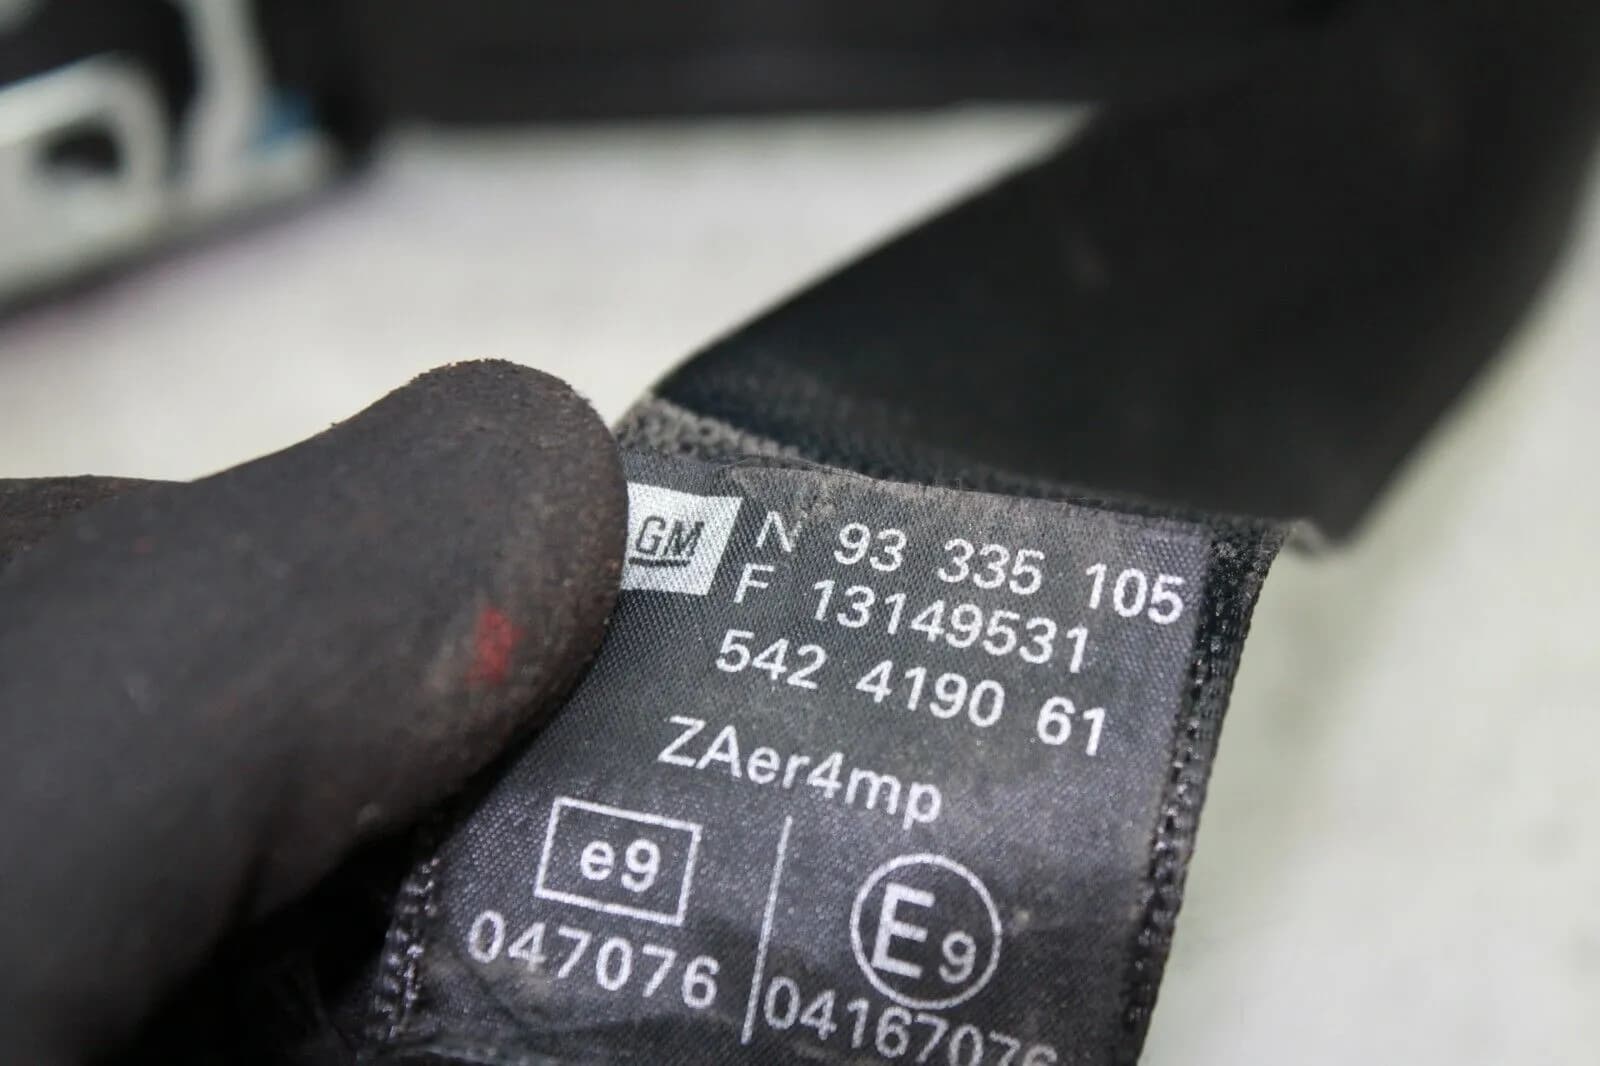 GM N 93 335 105
F 13149531
542 4190 61
ZAer4mp
e9 E9
047076 04167076